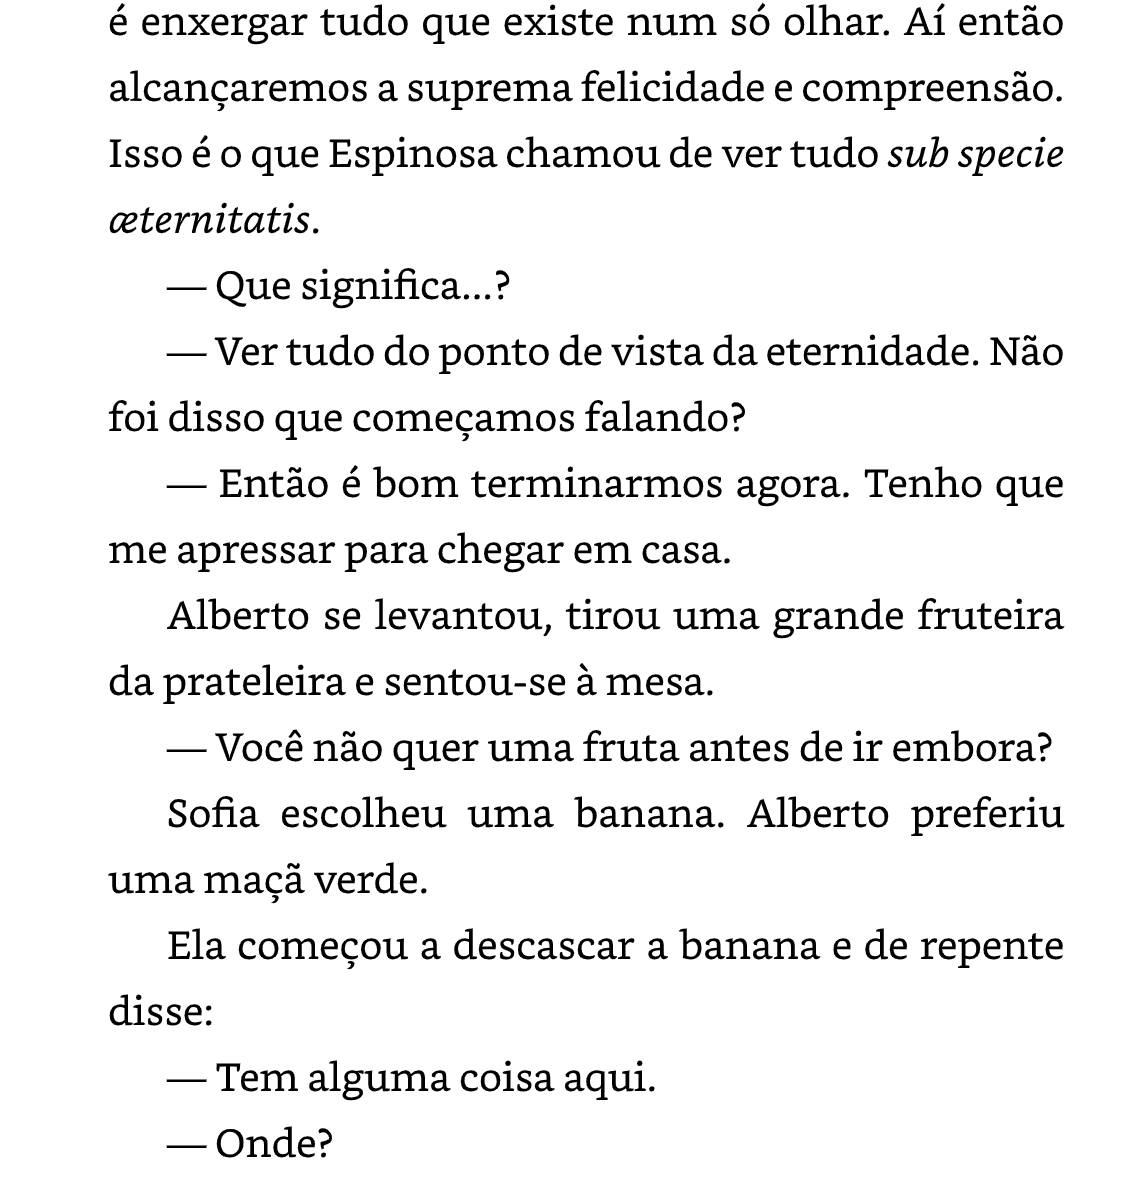 é enxergar tudo que existe num só olhar. Aí então
alcançaremos a suprema felicidade e compreensão.
Isso é o que Espinosa chamou de ver tudo sub specie
æternitatis.
— Que significa...?
— Ver tudo do ponto de vista da eternidade. Não
foi disso que começamos falando?
— Então é bom terminarmos agora. Tenho que
me apressar para chegar em casa.
Alberto se levantou, tirou uma grande fruteira
da prateleira e sentou-se à mesa.
— Você não quer uma fruta antes de ir embora?
Sofia escolheu uma banana. Alberto preferiu
uma maçã verde.
Ela começou a descascar a banana e de repente
disse:
— Tem alguma coisa aqui.
— Onde?